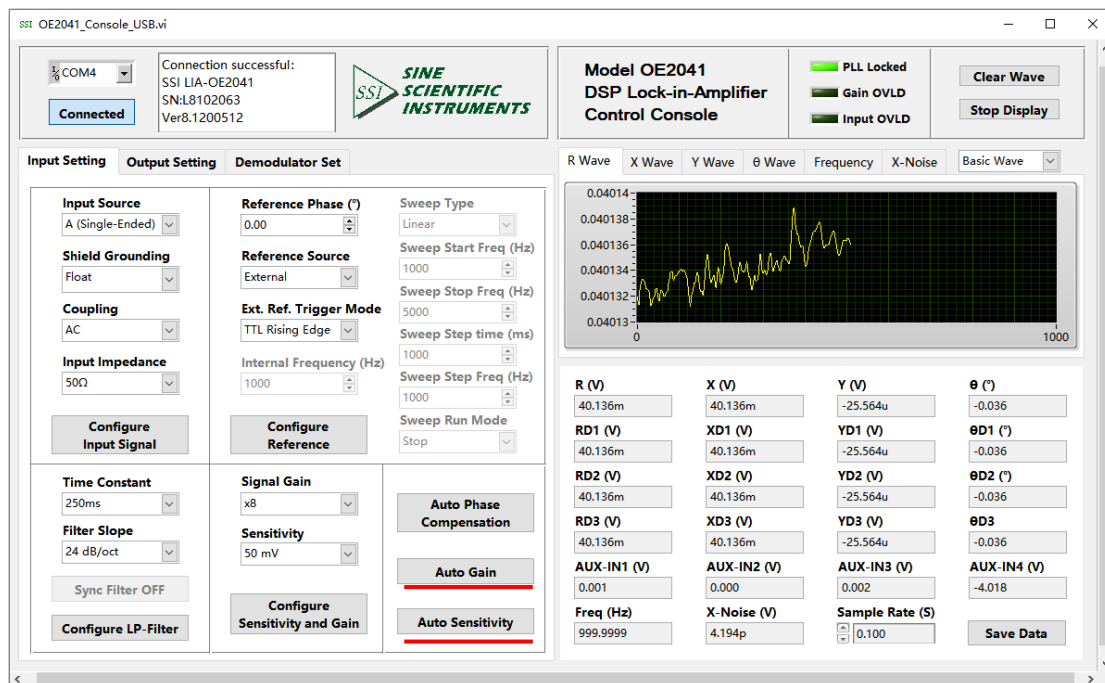 SSI OE2041_Console_USB.vi
COM4
Connected
Connection successful:
SSI LIA-OE2041
SN:L8102063
Ver8.1200512
SSI
SINE
SCIENTIFIC
INSTRUMENTS
Model OE2041
DSP Lock-in-Amplifier
Control Console
PLL Locked
Gain OVLD
Input OVLD
Clear Wave
Stop Display
Input Setting Output Setting Demodulator Set
Input Source
A (Single-Ended)
Shield Grounding
Float
Coupling
AC
Input Impedance
50Ω
Configure
Input Signal
Reference Phase (°)
0.00
Reference Source
External
Ext. Ref. Trigger Mode
TTL Rising Edge
Internal Frequency (Hz)
1000
Configure
Reference
Sweep Type
Linear
Sweep Start Freq (Hz)
1000
Sweep Stop Freq (Hz)
5000
Sweep Step time (ms)
1000
Sweep Step Freq (Hz)
1000
Sweep Run Mode
Stop
Time Constant
250ms
Filter Slope
24 dB/oct
Sync Filter OFF
Configure LP-Filter
Signal Gain
x8
Sensitivity
50 mV
Configure
Sensitivity and Gain
Auto Phase
Compensation
Auto Gain
Auto Sensitivity
R Wave X Wave Y Wave θ Wave Frequency X-Noise Basic Wave
0.04014
0.040138
0.040136
0.040134
0.040132
0.04013
0 1000
R (V) X (V) Y (V) θ (°)
40.136m 40.136m -25.564u -0.036
RD1 (V) XD1 (V) YD1 (V) θD1 (°)
40.136m 40.136m -25.564u -0.036
RD2 (V) XD2 (V) YD2 (V) θD2 (°)
40.136m 40.136m -25.564u -0.036
RD3 (V) XD3 (V) YD3 (V) θD3
40.136m 40.136m -25.564u -0.036
AUX-IN1 (V) AUX-IN2 (V) AUX-IN3 (V) AUX-IN4 (V)
0.001 0.000 0.002 -4.018
Freq (Hz) X-Noise (V) Sample Rate (S)
999.9999 4.194p 0.100 Save Data